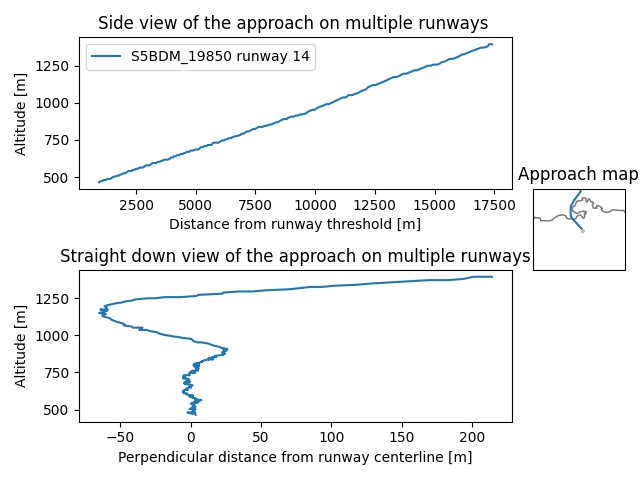 Side view of the approach on multiple runways
S5BDM_19850 runway 14
1250
1000
750
500
Altitude [m]
2500 5000 7500 10000 12500 15000 17500
Distance from runway threshold [m]
Approach map
Straight down view of the approach on multiple runways
1250
1000
750
500
Altitude [m]
−50 0 50 100 150 200
Perpendicular distance from runway centerline [m]